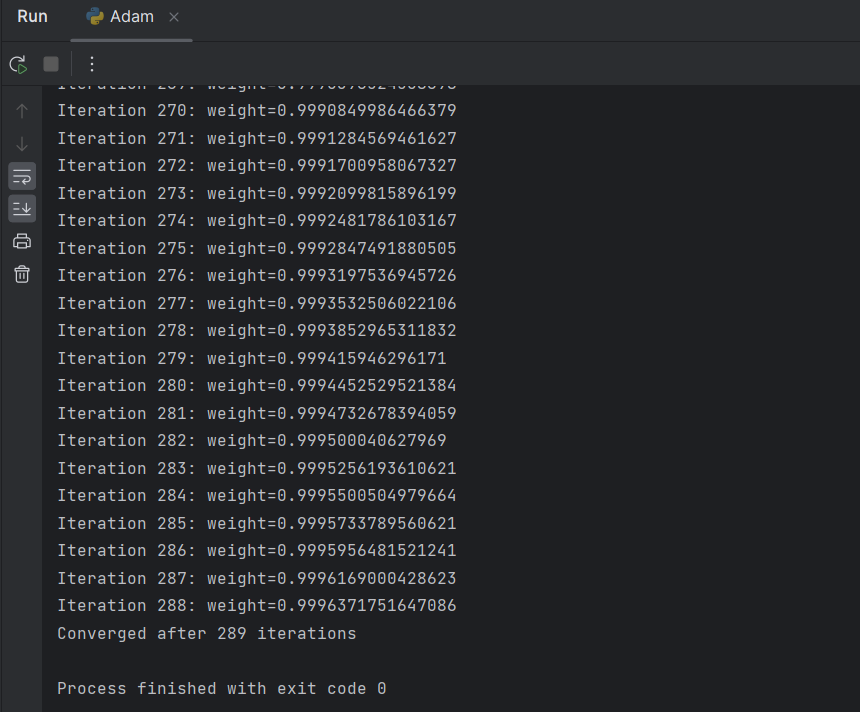 Run
Adam
Iteration 270: weight=0.9990849986466379
Iteration 271: weight=0.9991284569461627
Iteration 272: weight=0.9991700958067327
Iteration 273: weight=0.9992099815896199
Iteration 274: weight=0.9992481786103167
Iteration 275: weight=0.9992847491880505
Iteration 276: weight=0.9993197536945726
Iteration 277: weight=0.9993532506022106
Iteration 278: weight=0.9993852965311832
Iteration 279: weight=0.999415946296171
Iteration 280: weight=0.9994452529521384
Iteration 281: weight=0.9994732678394059
Iteration 282: weight=0.999500040627969
Iteration 283: weight=0.9995256193610621
Iteration 284: weight=0.9995500504979664
Iteration 285: weight=0.9995733789560621
Iteration 286: weight=0.9995956481521241
Iteration 287: weight=0.9996169000428623
Iteration 288: weight=0.9996371751647086
Converged after 289 iterations
Process finished with exit code 0